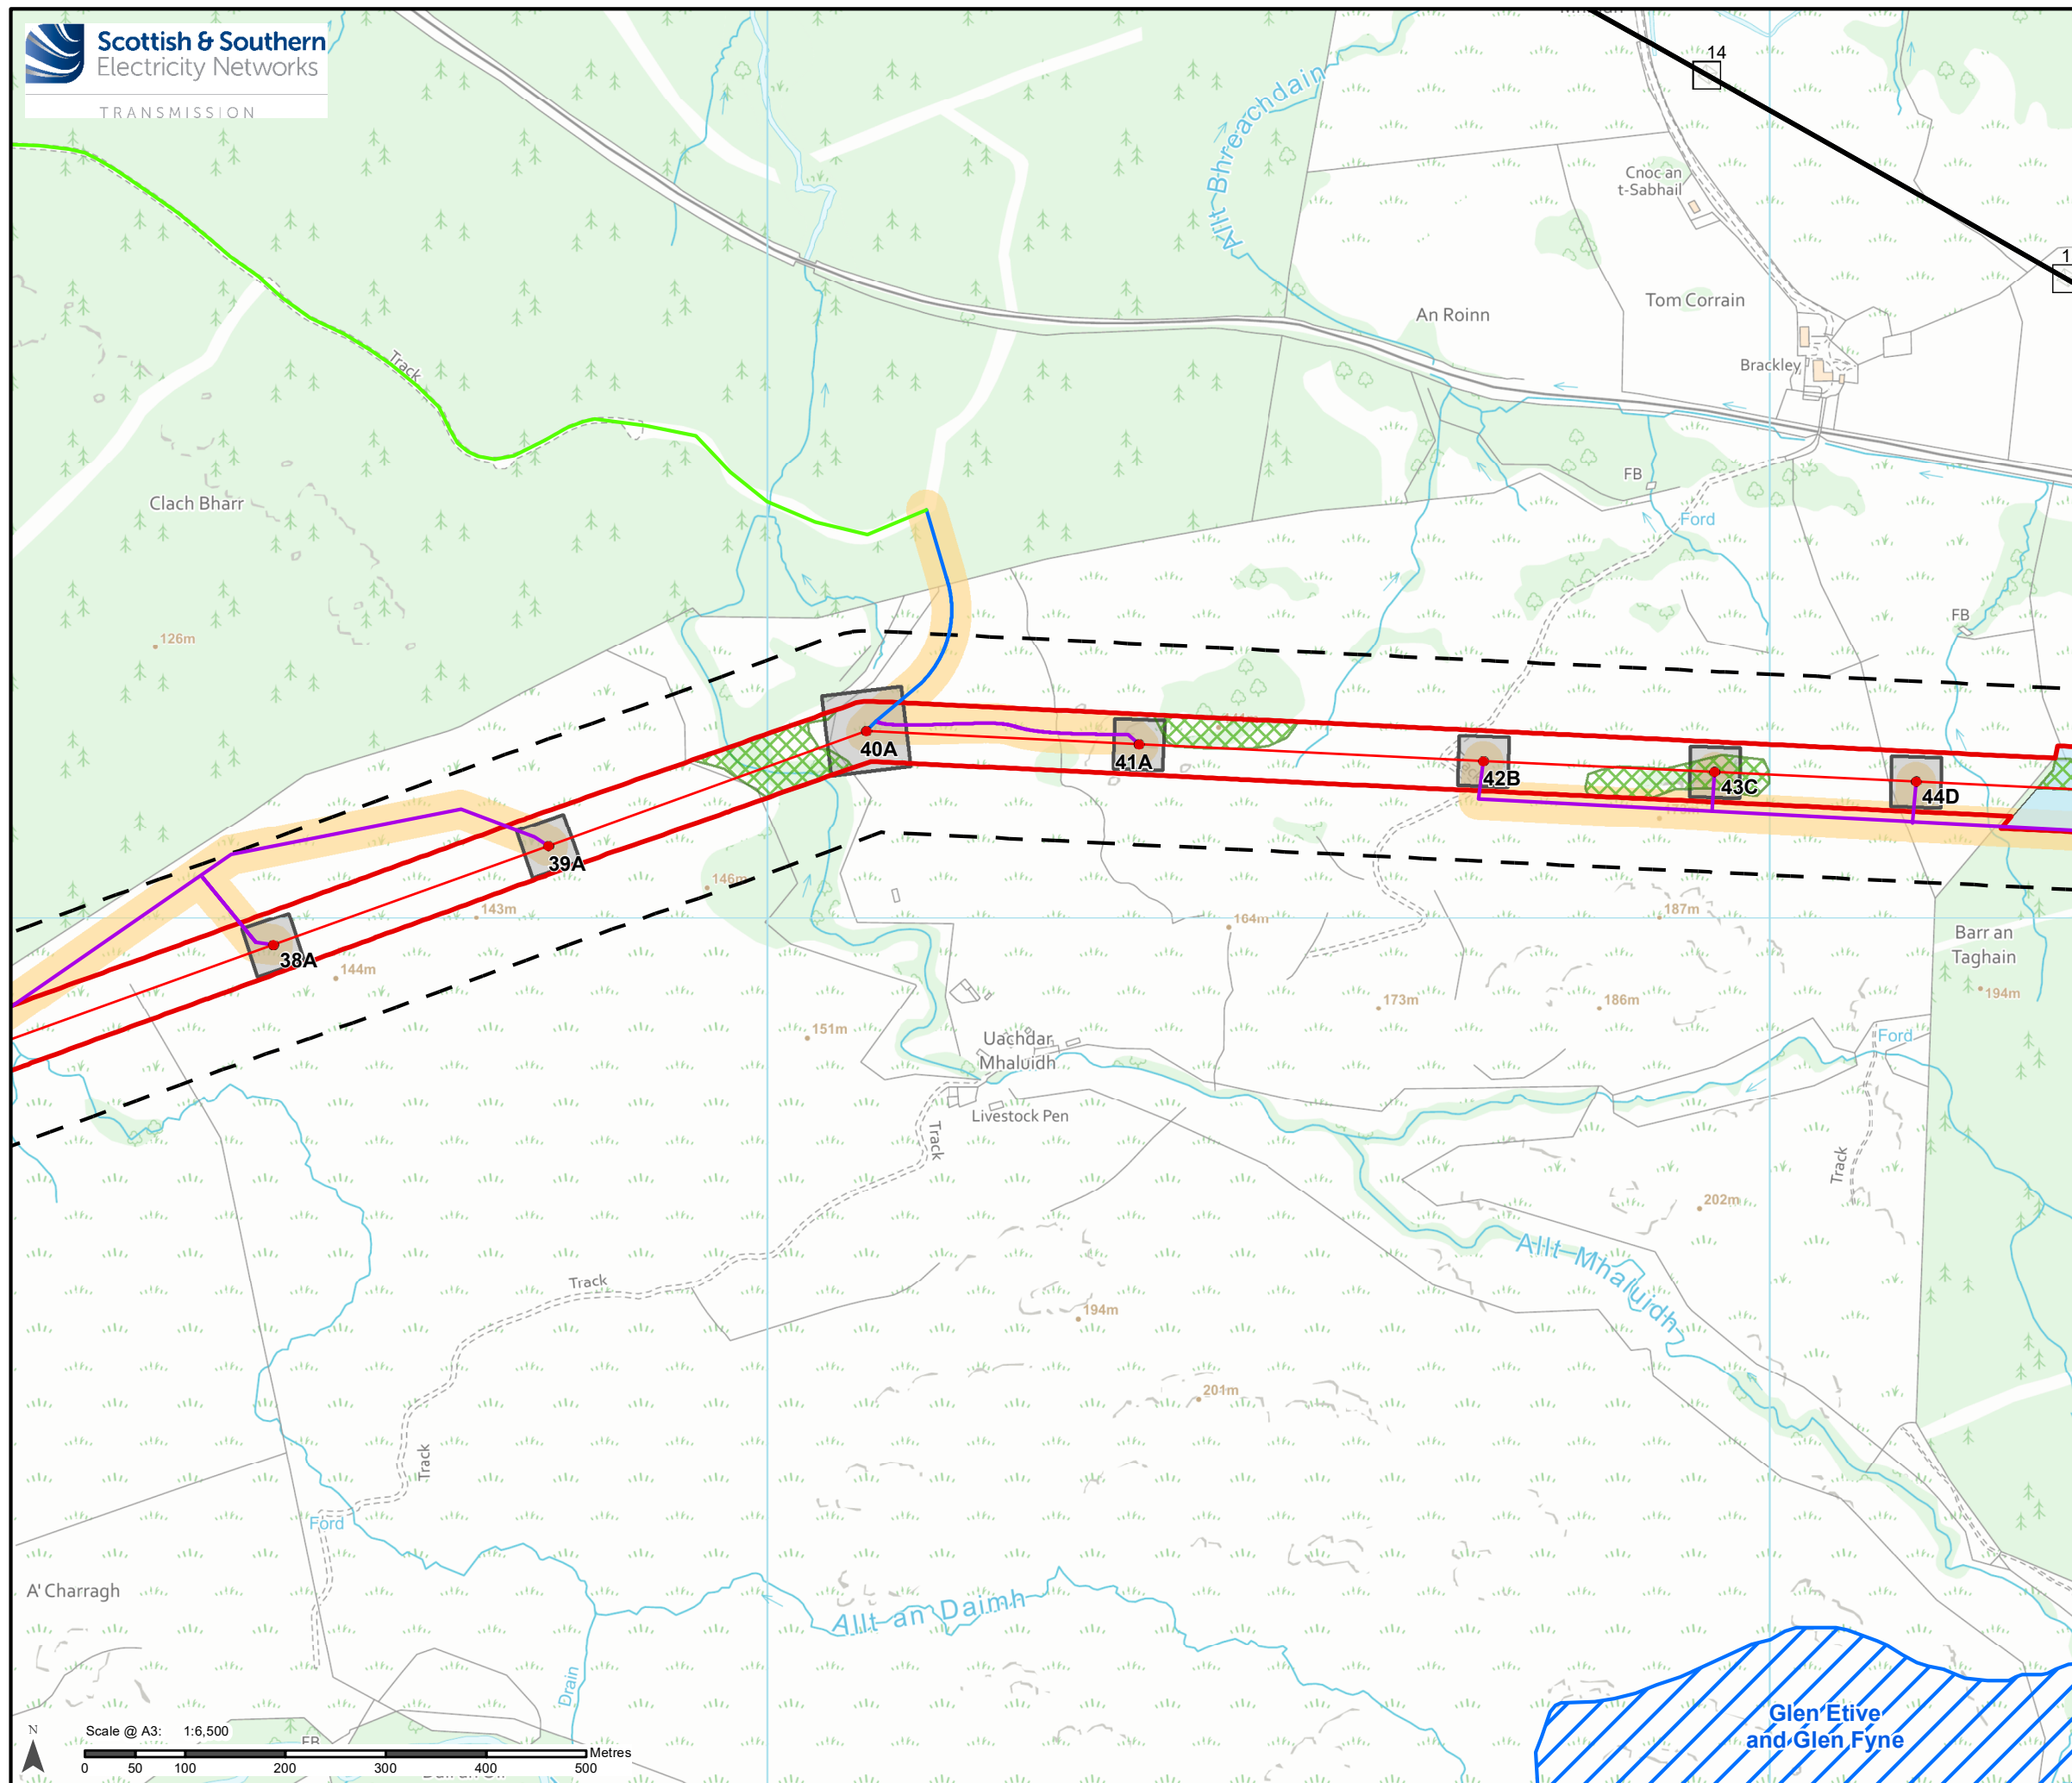 Scottish & Southern
Electricity Networks
TRANSMISSION
14
Allt Bhreachdain
Cnoc an
t-Sabhail
Tom Corrain
An Roinn
Brackley
Track
Clach Bharr
FB
Ford
FB
126m
40A
41A
42B
43C
44D
39A
146m
143m
38A
144m
164m
187m
Barr an
Taghain
194m
173m
186m
151m
Uachdar
Mhaluidh
Ford
Livestock Pen
Track
Track
202m
Allt Mhaluidh
Track
194m
201m
Track
Ford
A' Charragh
Allt an Daimh
Drain
Glen Etive
and Glen Fyne
N
Scale @ A3: 1:6,500
FB
Metres
0 50 100 200 300 400 500